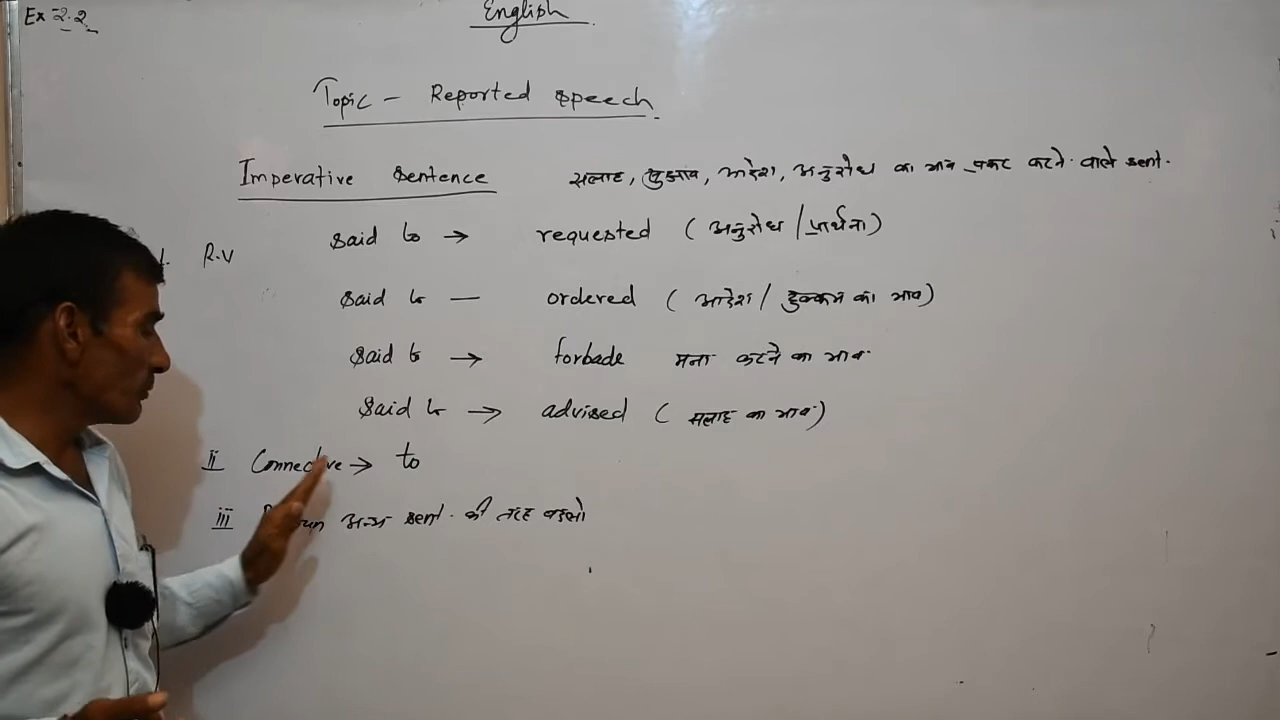 Ex-2.2
English
Topic - Reported speech
Imperative sentence सलाह, सुझाव, आदेश, अनुरोध का भाव प्रकट करने वाले sent.
R.V said to → requested (अनुरोध/प्रार्थना)
said to — ordered (आदेश/हुक्कम का भाव)
said to → forbade मना करने का भाव
said to → advised (सलाह का भाव)
ii Connective → to
iii अन्य sent. की तरह बदलो